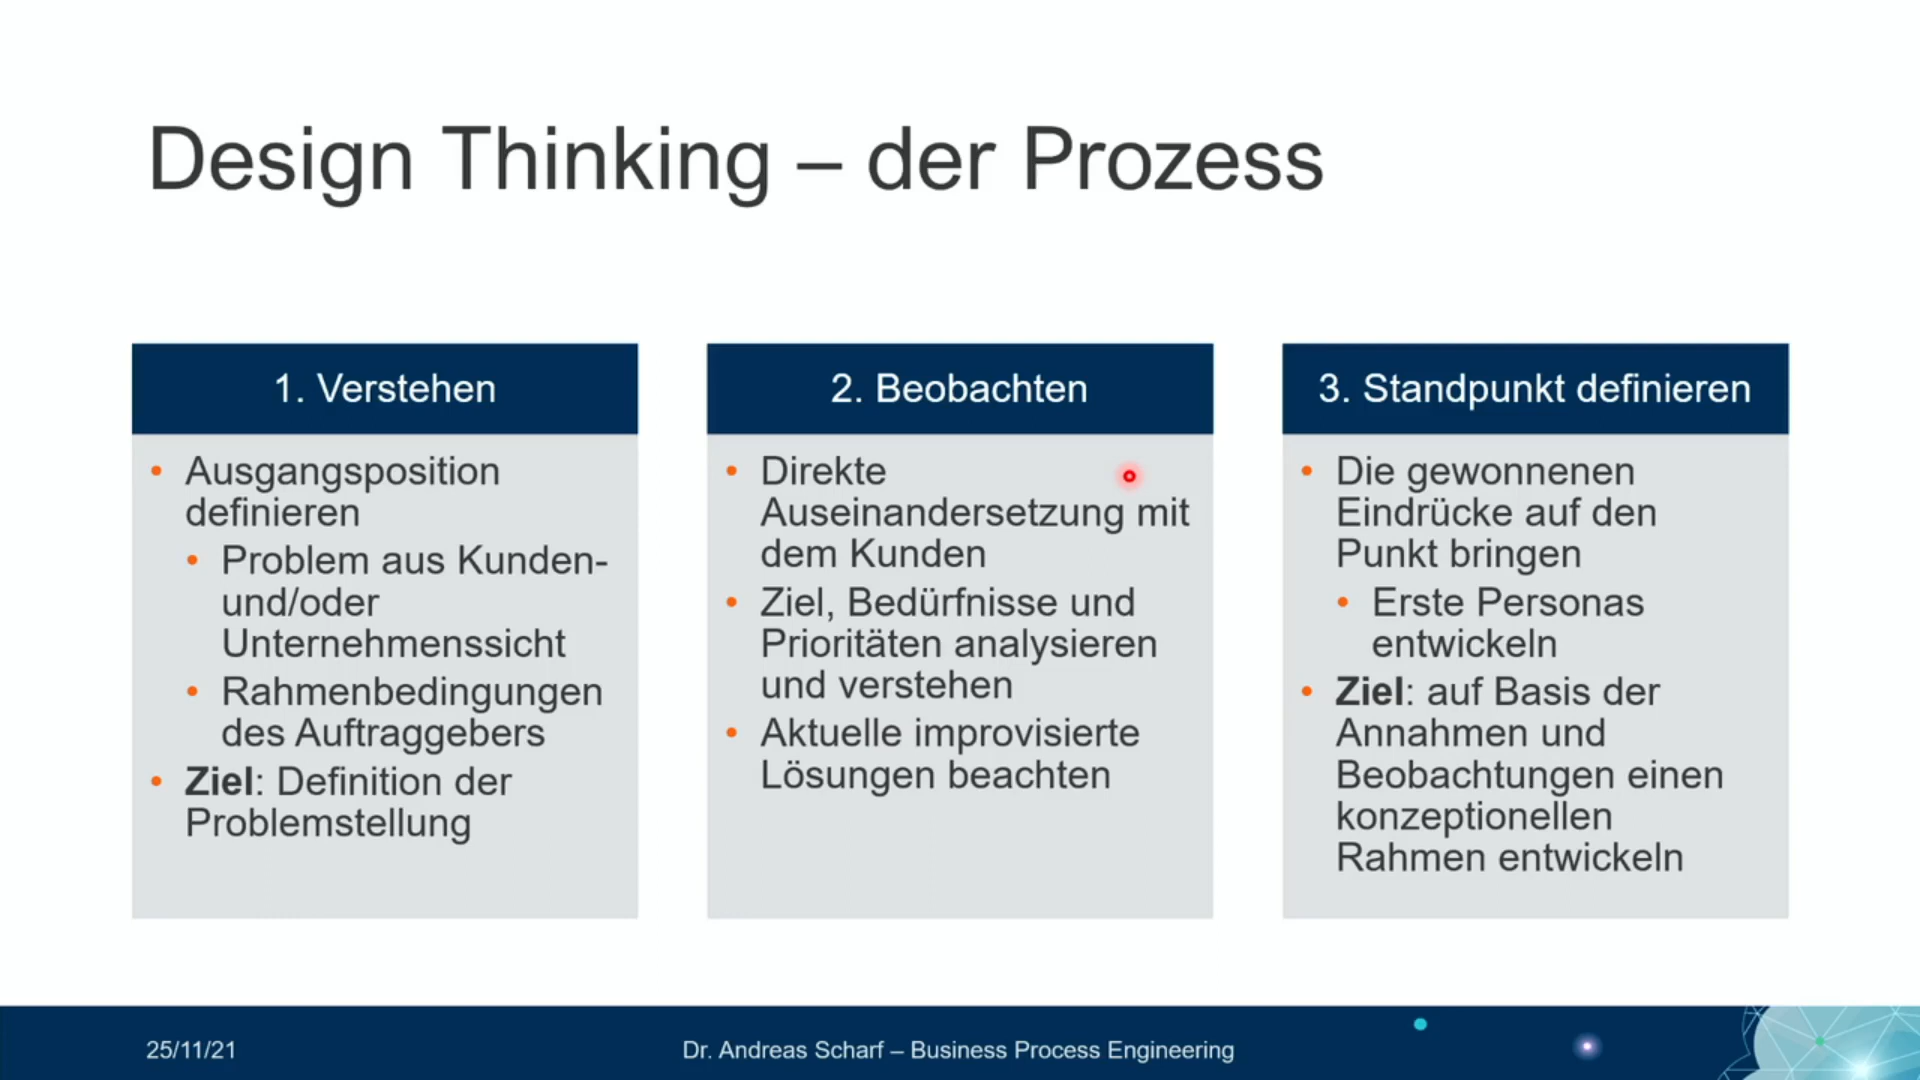 Design Thinking – der Prozess
1. Verstehen
• Ausgangsposition
definieren
• Problem aus Kunden-
und/oder
Unternehmenssicht
• Rahmenbedingungen
des Auftraggebers
• Ziel: Definition der
Problemstellung
2. Beobachten
• Direkte
Auseinandersetzung mit
dem Kunden
• Ziel, Bedürfnisse und
Prioritäten analysieren
und verstehen
• Aktuelle improvisierte
Lösungen beachten
3. Standpunkt definieren
• Die gewonnenen
Eindrücke auf den
Punkt bringen
• Erste Personas
entwickeln
• Ziel: auf Basis der
Annahmen und
Beobachtungen einen
konzeptionellen
Rahmen entwickeln
25/11/21
Dr. Andreas Scharf – Business Process Engineering